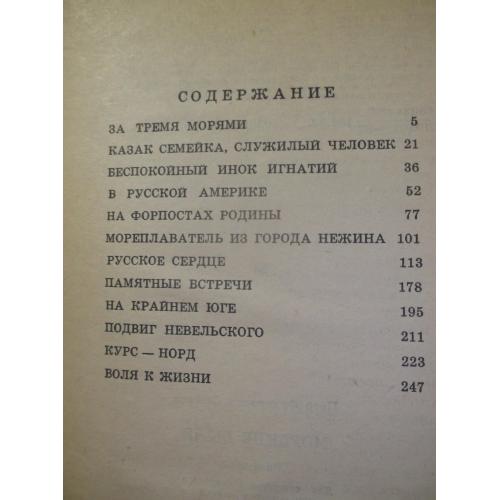 СОДЕРЖАНИЕ
ЗА ТРЕМЯ МОРЯМИ 5
КАЗАК СЕМЕЙКА, СЛУЖИЛЫЙ ЧЕЛОВЕК 21
БЕСПОКОЙНЫЙ ИНОК ИГНАТИЙ 36
В РУССКОЙ АМЕРИКЕ 52
НА ФОРПОСТАХ РОДИНЫ 77
МОРЕПЛАВАТЕЛЬ ИЗ ГОРОДА НЕЖИНА 101
РУССКОЕ СЕРДЦЕ 113
ПАМЯТНЫЕ ВСТРЕЧИ 178
НА КРАЙНЕМ ЮГЕ 195
ПОДВИГ НЕВЕЛЬСКОГО 211
КУРС — НОРД 223
ВОЛЯ К ЖИЗНИ 247